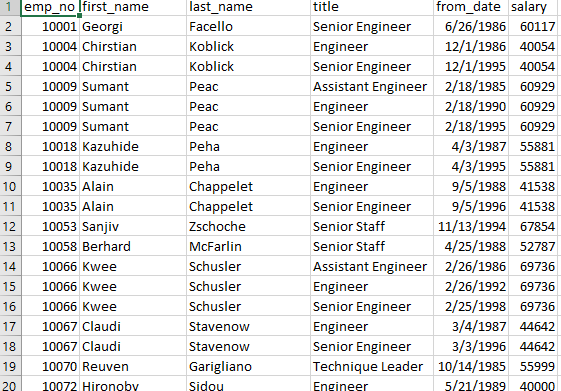 1 emp_no first_name last_name title from_date salary
2 10001 Georgi Facello Senior Engineer 6/26/1986 60117
3 10004 Chirstian Koblick Engineer 12/1/1986 40054
4 10004 Chirstian Koblick Senior Engineer 12/1/1995 40054
5 10009 Sumant Peac Assistant Engineer 2/18/1985 60929
6 10009 Sumant Peac Engineer 2/18/1990 60929
7 10009 Sumant Peac Senior Engineer 2/18/1995 60929
8 10018 Kazuhide Peha Engineer 4/3/1987 55881
9 10018 Kazuhide Peha Senior Engineer 4/3/1995 55881
10 10035 Alain Chappelet Engineer 9/5/1988 41538
11 10035 Alain Chappelet Senior Engineer 9/5/1996 41538
12 10053 Sanjiv Zschoche Senior Staff 11/13/1994 67854
13 10058 Berhard McFarlin Senior Staff 4/25/1988 52787
14 10066 Kwee Schusler Assistant Engineer 2/26/1986 69736
15 10066 Kwee Schusler Engineer 2/26/1992 69736
16 10066 Kwee Schusler Senior Engineer 2/25/1998 69736
17 10067 Claudi Stavenow Engineer 3/4/1987 44642
18 10067 Claudi Stavenow Senior Engineer 3/3/1996 44642
19 10070 Reuven Garigliano Technique Leader 10/14/1985 55999
20 10072 Hironoby Sidou Engineer 5/21/1989 40000